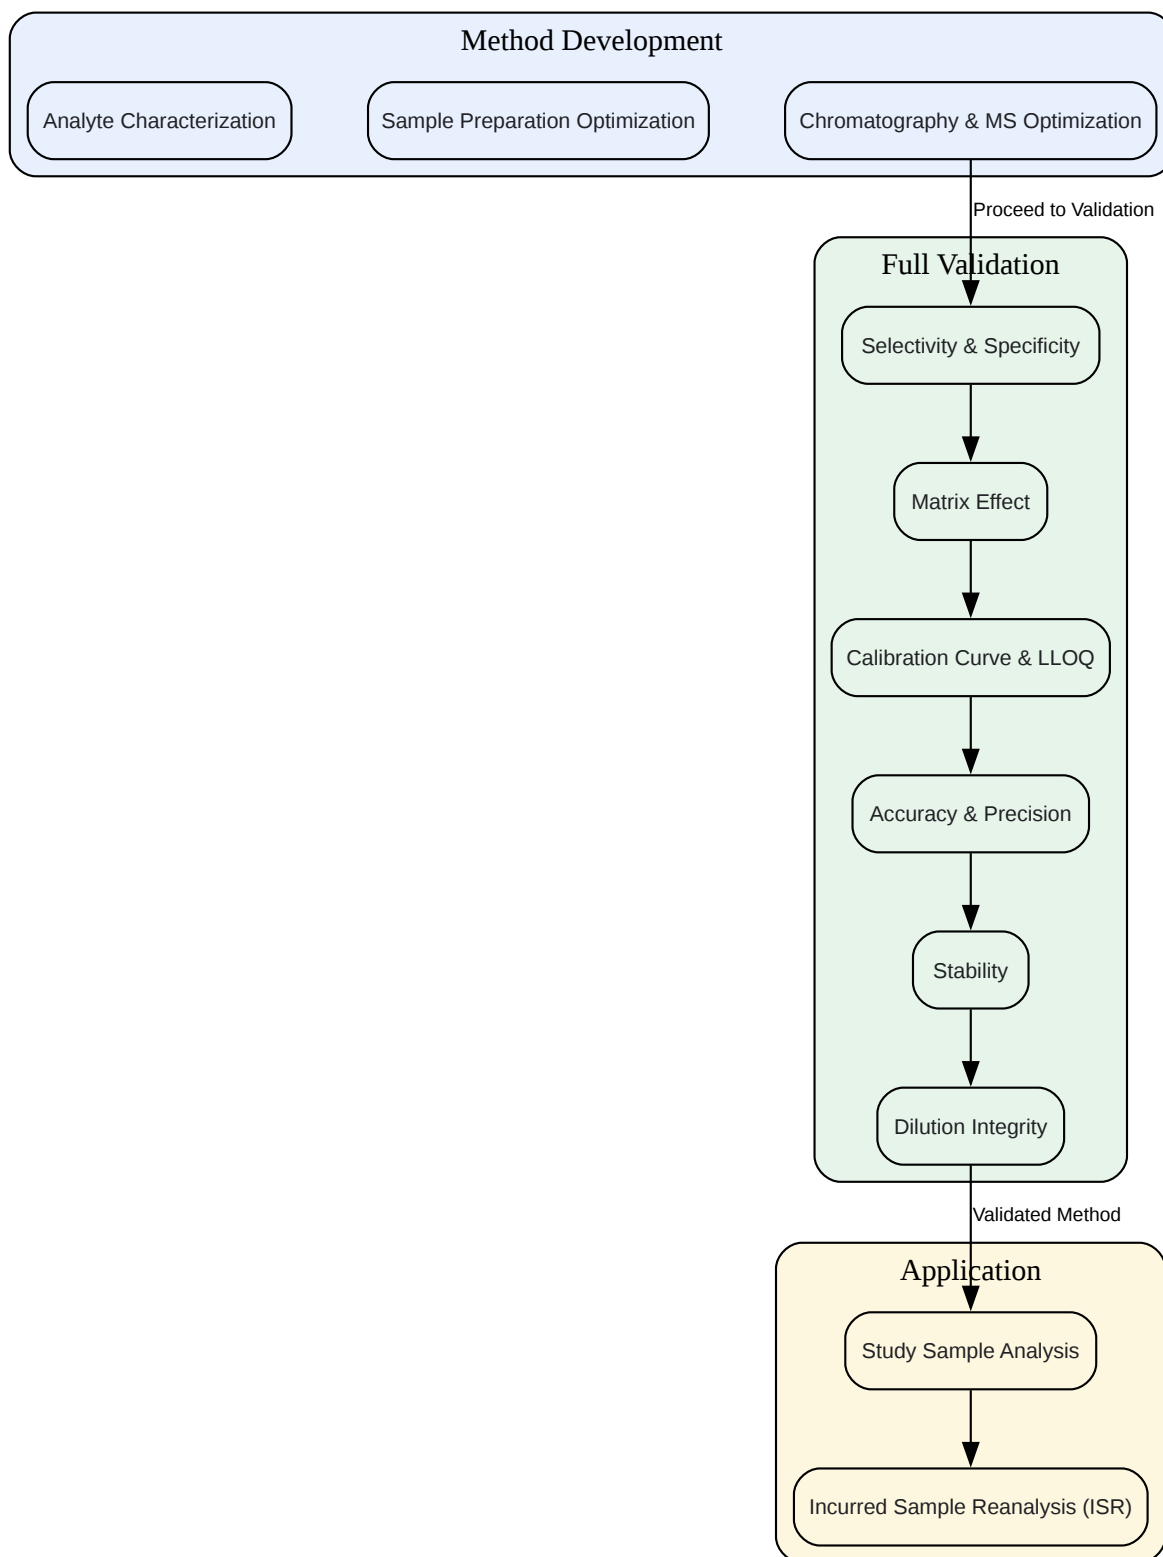 Method Development
Analyte Characterization
Sample Preparation Optimization
Chromatography & MS Optimization
Proceed to Validation
Full Validation
Selectivity & Specificity
Matrix Effect
Calibration Curve & LLOQ
Accuracy & Precision
Stability
Dilution Integrity
Validated Method
Application
Study Sample Analysis
Incurred Sample Reanalysis (ISR)